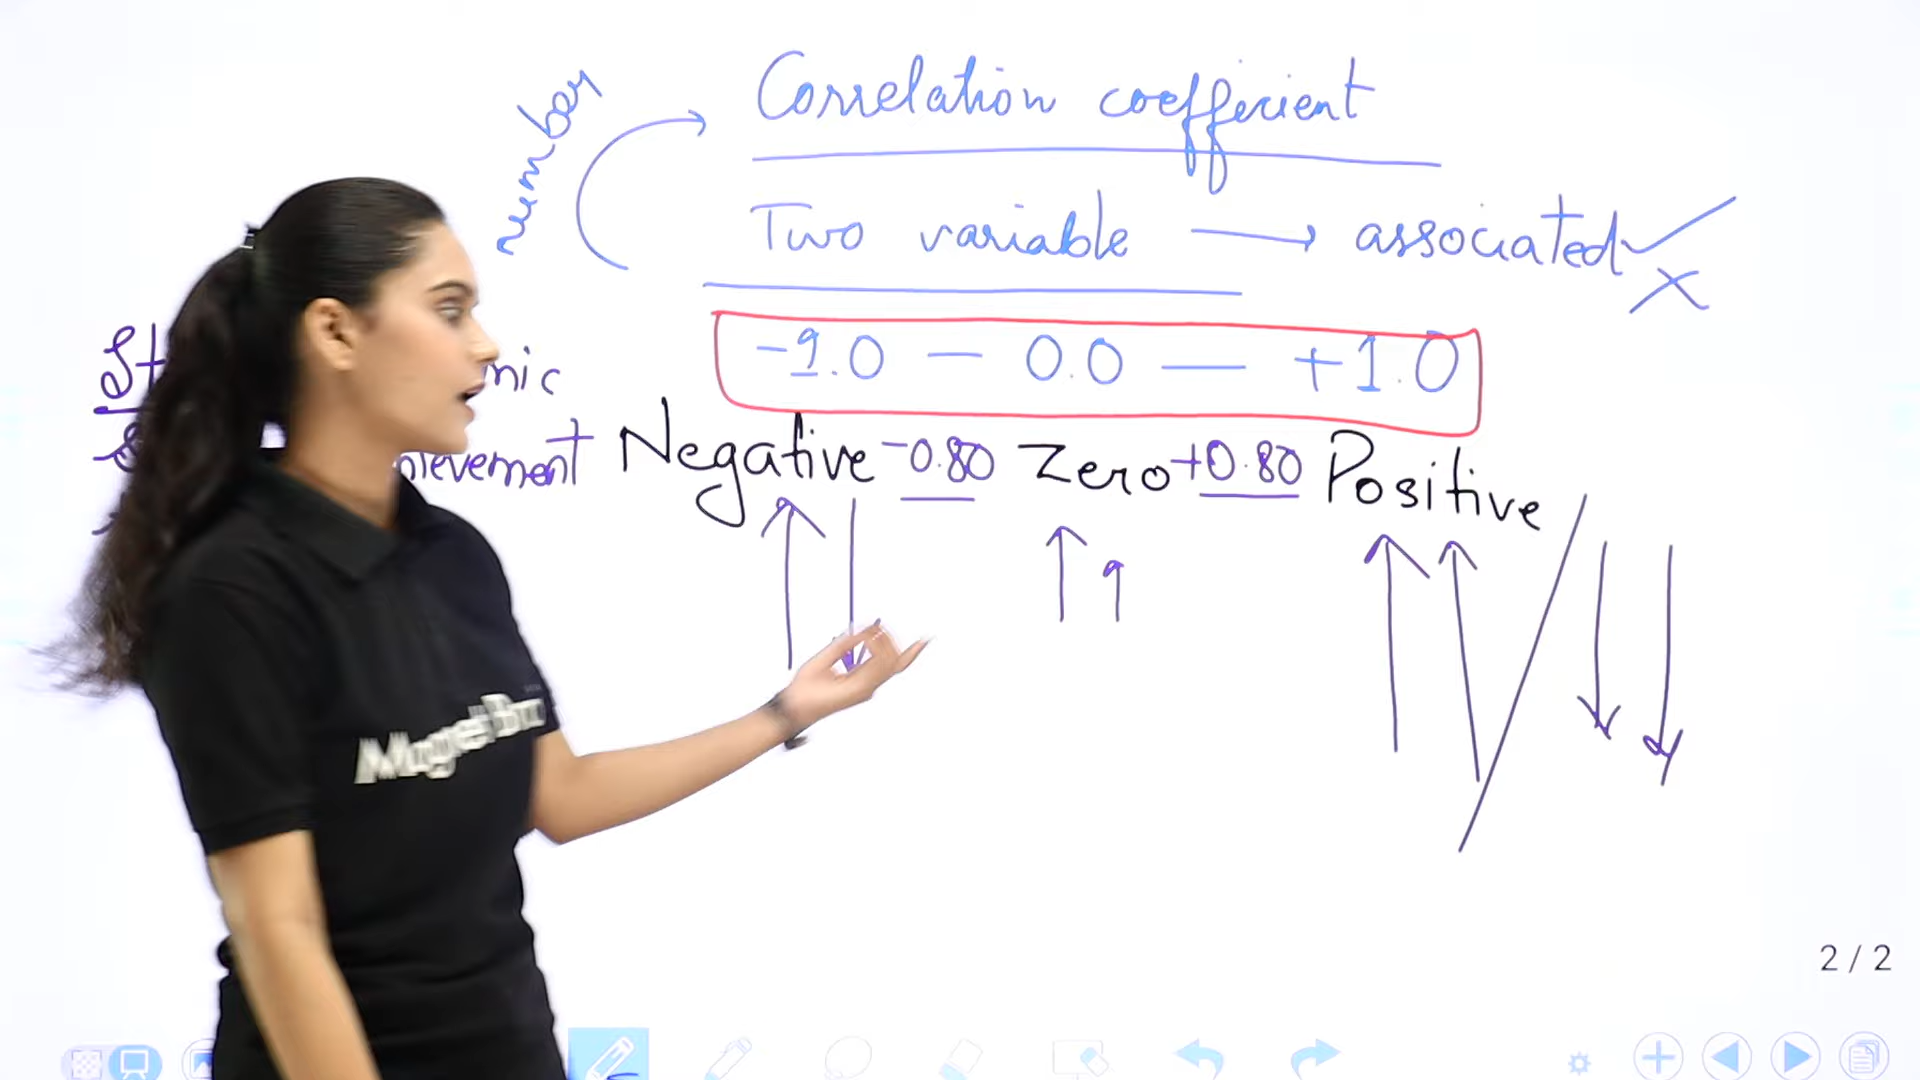 number
Correlation coefficient
Two variable → associated ✓
×
-1.0 — 0.0 — +1.0
Negative -0.80 Zero +0.80 Positive
2 / 2